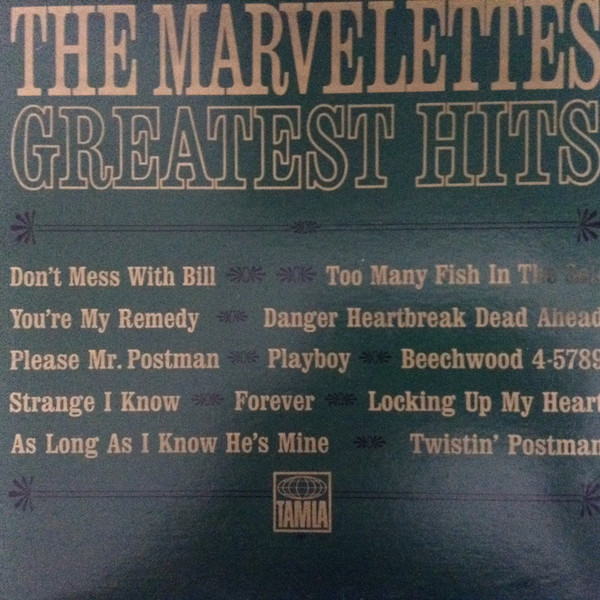 THE MARVELETTES
GREATEST HITS
Don't Mess With Bill Too Many Fish In The Sea
You're My Remedy Danger Heartbreak Dead Ahead
Please Mr. Postman Playboy Beechwood 4-5789
Strange I Know Forever Locking Up My Heart
As Long As I Know He's Mine Twistin' Postman
TAMLA